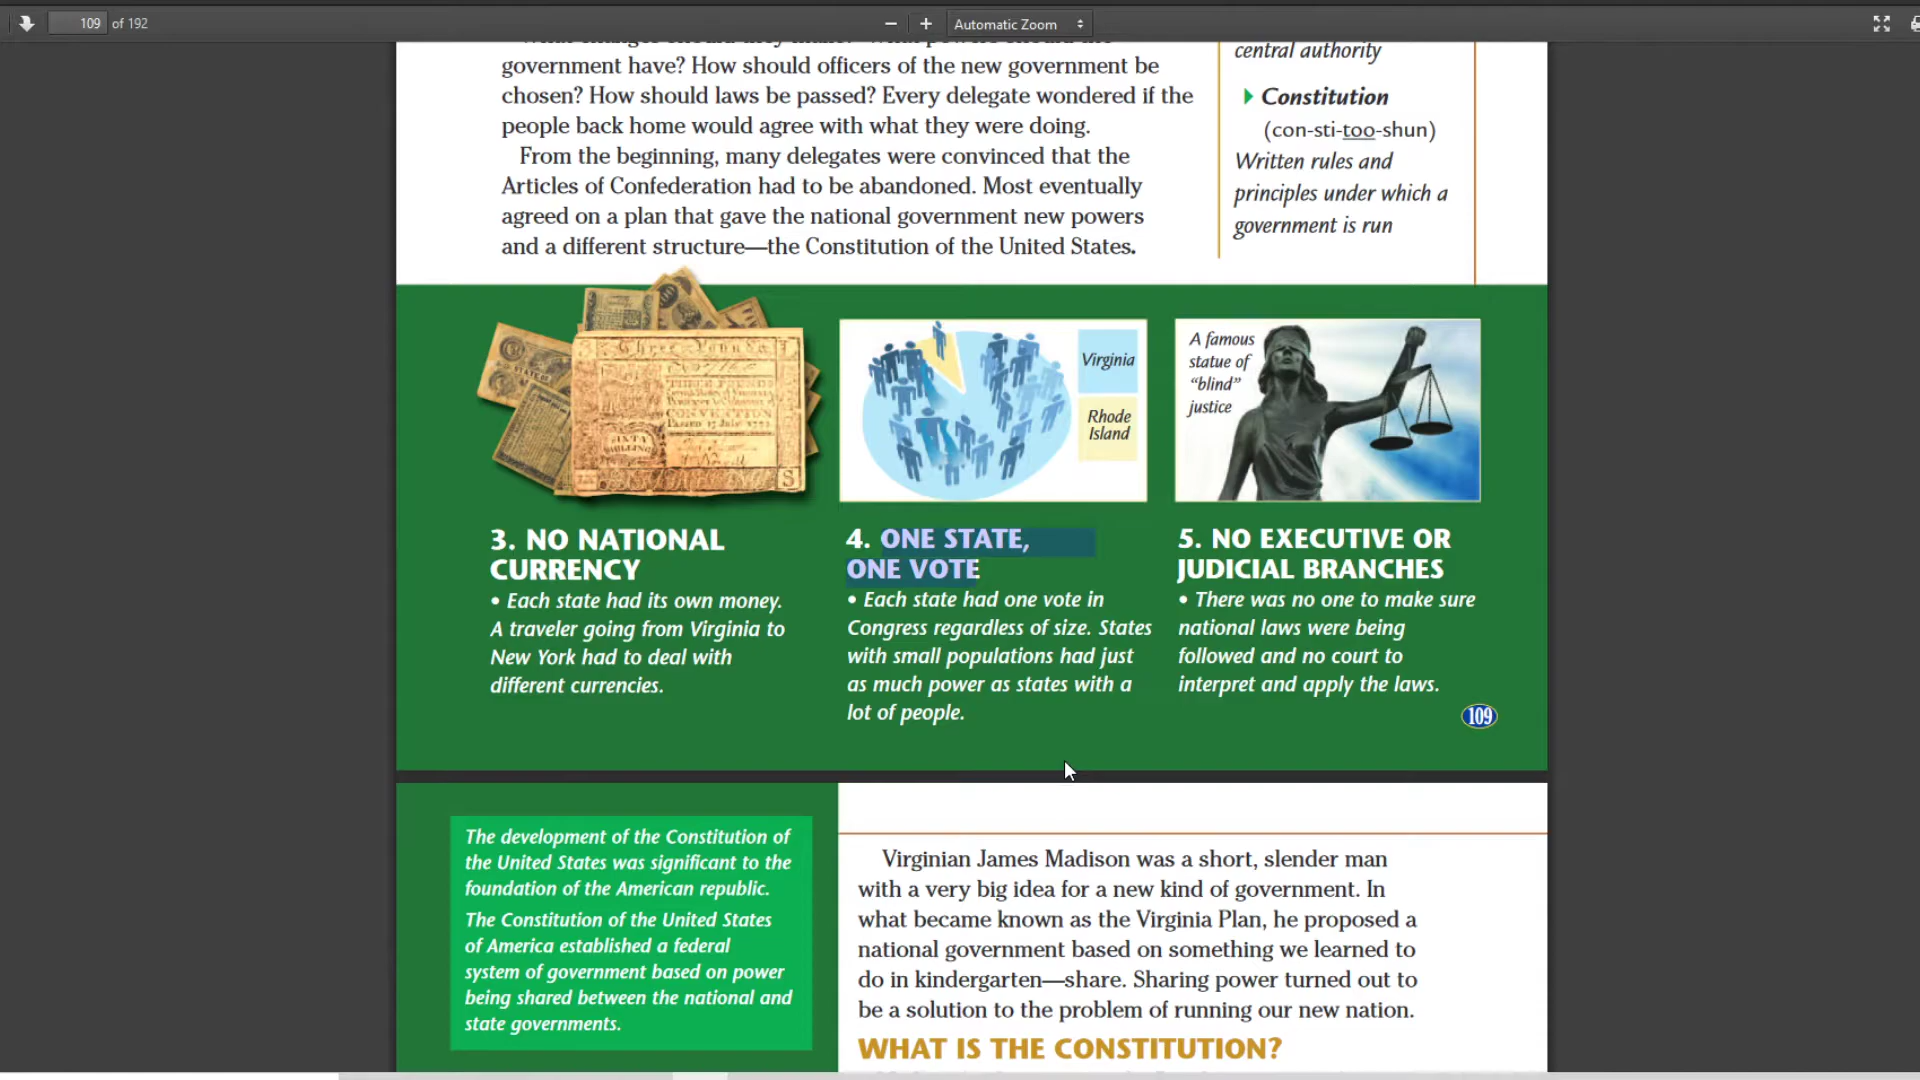 109 of 192
Automatic Zoom
government have? How should officers of the new government be
chosen? How should laws be passed? Every delegate wondered if the
people back home would agree with what they were doing.
From the beginning, many delegates were convinced that the
Articles of Confederation had to be abandoned. Most eventually
agreed on a plan that gave the national government new powers
and a different structure—the Constitution of the United States.
central authority
Constitution
(con-sti-too-shun)
Written rules and
principles under which a
government is run
Virginia
Rhode
Island
A famous
statue of
“blind”
justice
3. NO NATIONAL
CURRENCY
• Each state had its own money.
A traveler going from Virginia to
New York had to deal with
different currencies.
4. ONE STATE,
ONE VOTE
• Each state had one vote in
Congress regardless of size. States
with small populations had just
as much power as states with a
lot of people.
5. NO EXECUTIVE OR
JUDICIAL BRANCHES
• There was no one to make sure
national laws were being
followed and no court to
interpret and apply the laws.
109
The development of the Constitution of
the United States was significant to the
foundation of the American republic.
The Constitution of the United States
of America established a federal
system of government based on power
being shared between the national and
state governments.
Virginian James Madison was a short, slender man
with a very big idea for a new kind of government. In
what became known as the Virginia Plan, he proposed a
national government based on something we learned to
do in kindergarten—share. Sharing power turned out to
be a solution to the problem of running our new nation.
WHAT IS THE CONSTITUTION?